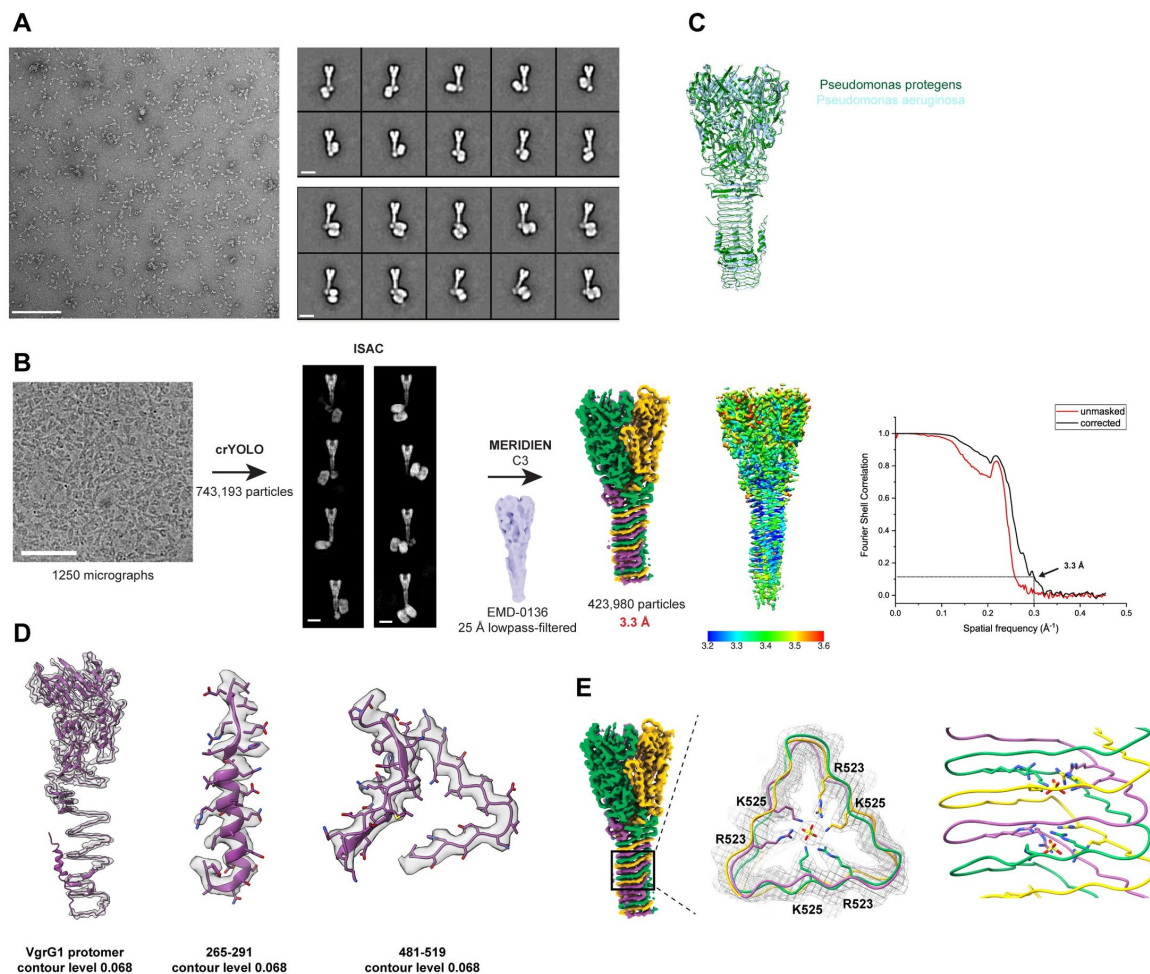 A
C
Pseudomonas protegens
Pseudomonas aeruginosa
B
1250 micrographs
crYOLO
743,193 particles
ISAC
MERIDIEN
C3
EMD-0136
25 Å lowpass-filtered
423,980 particles
3.3 Å
3.2 3.3 3.4 3.5 3.6
unmasked
corrected
Fourier Shell Correlation
1.0
0.8
0.6
0.4
0.2
0.0
3.3 Å
0.0 0.1 0.2 0.3 0.4 0.5
Spatial frequency (Å⁻¹)
D
VgrG1 protomer
contour level 0.068
265-291
contour level 0.068
481-519
contour level 0.068
E
R523
K525
K525
R523
R523
K525